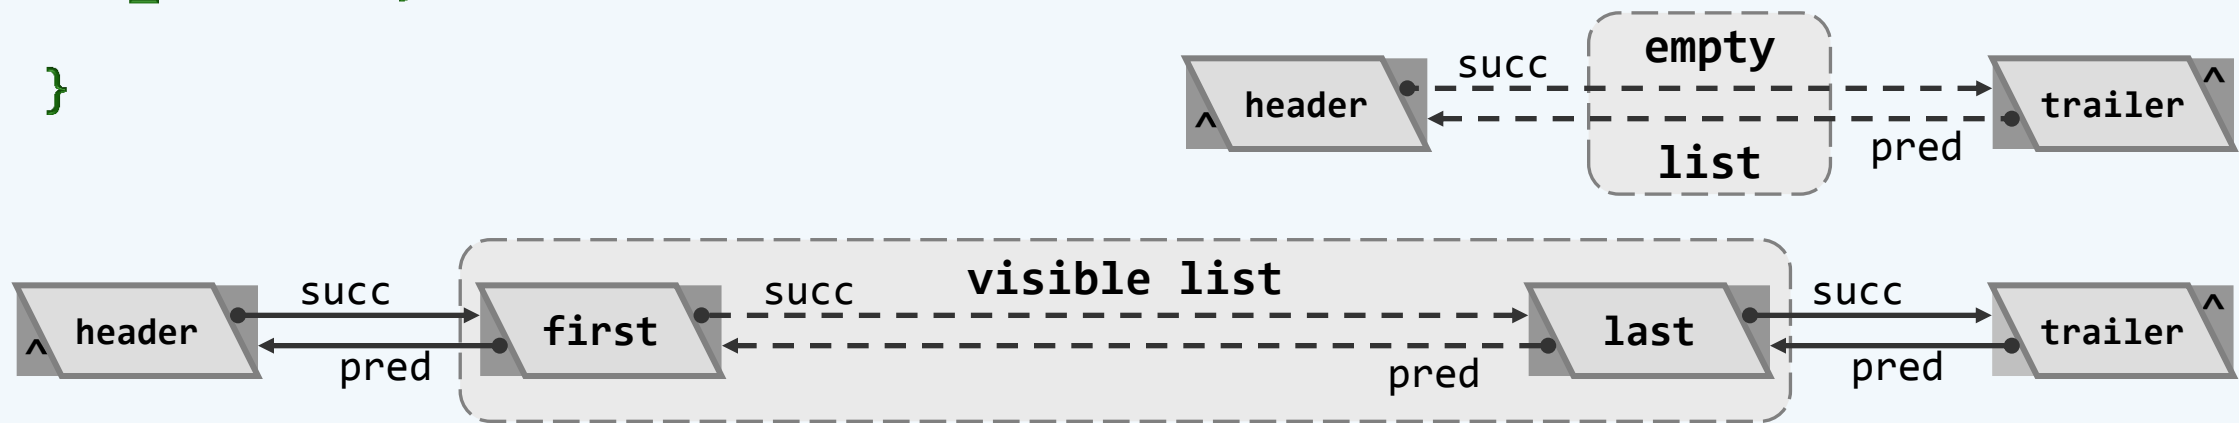 }
empty
succ
header ^
trailer ^
pred
list
visible list
succ succ succ
header ^ first last trailer ^
pred pred pred